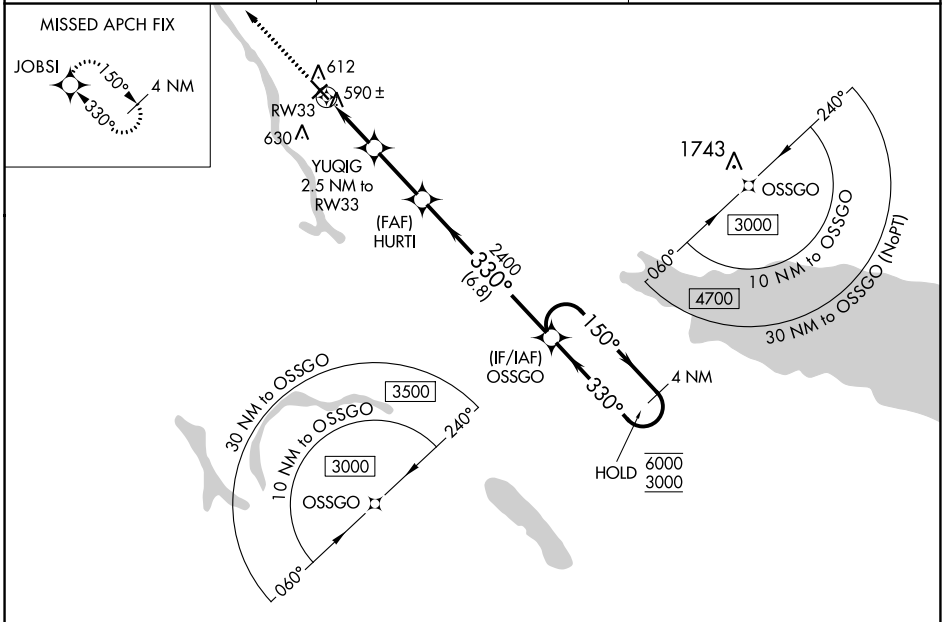 MISSED APCH FIX
JOBSI
150°
4 NM
330°
612
590 ±
RW33
630
YUQIG
2.5 NM to
RW33
(FAF)
HURTI
2400
330°
(6.8)
1743
240°
OSSGO
3000
060°
10 NM to OSSGO
4700
30 NM to OSSGO (NoPT)
(IF/IAF)
OSSGO
150°
330°
4 NM
HOLD
6000
3000
30 NM to OSSGO
3500
10 NM to OSSGO
240°
3000
OSSGO
060°